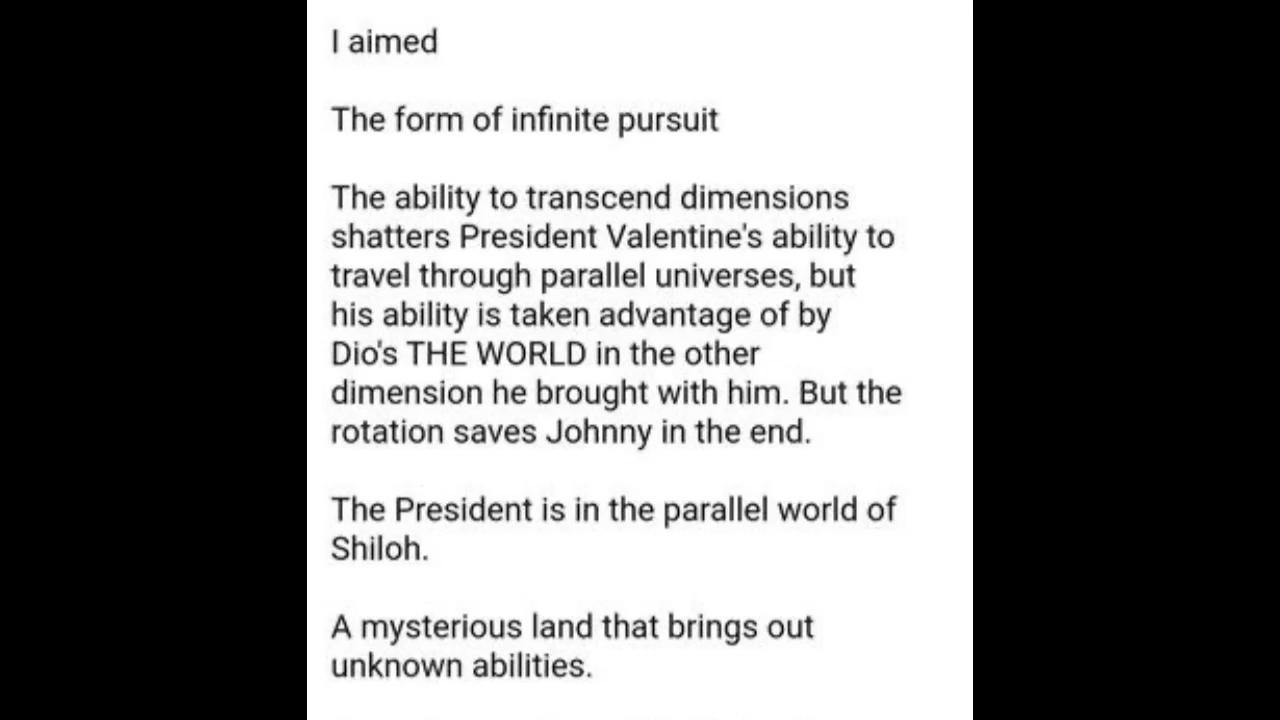 I aimed
The form of infinite pursuit
The ability to transcend dimensions
shatters President Valentine's ability to
travel through parallel universes, but
his ability is taken advantage of by
Dio's THE WORLD in the other
dimension he brought with him. But the
rotation saves Johnny in the end.
The President is in the parallel world of
Shiloh.
A mysterious land that brings out
unknown abilities.